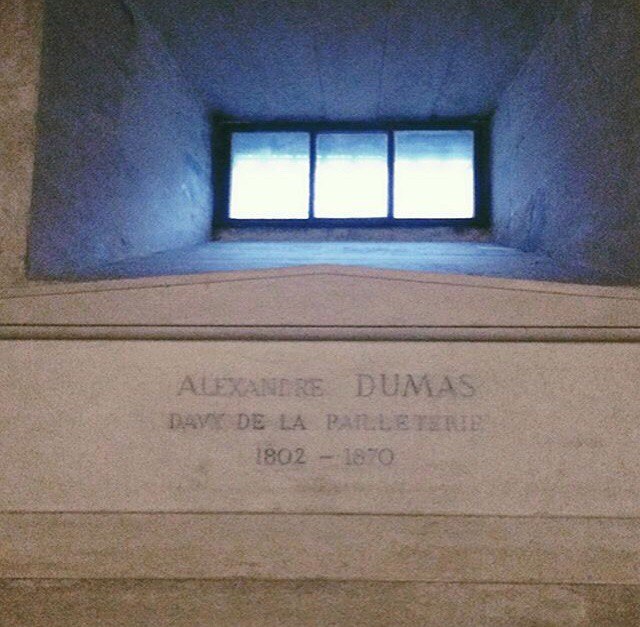 ALEXANDRE DUMAS
DAVY DE LA PAILLETERIE
1802 - 1870